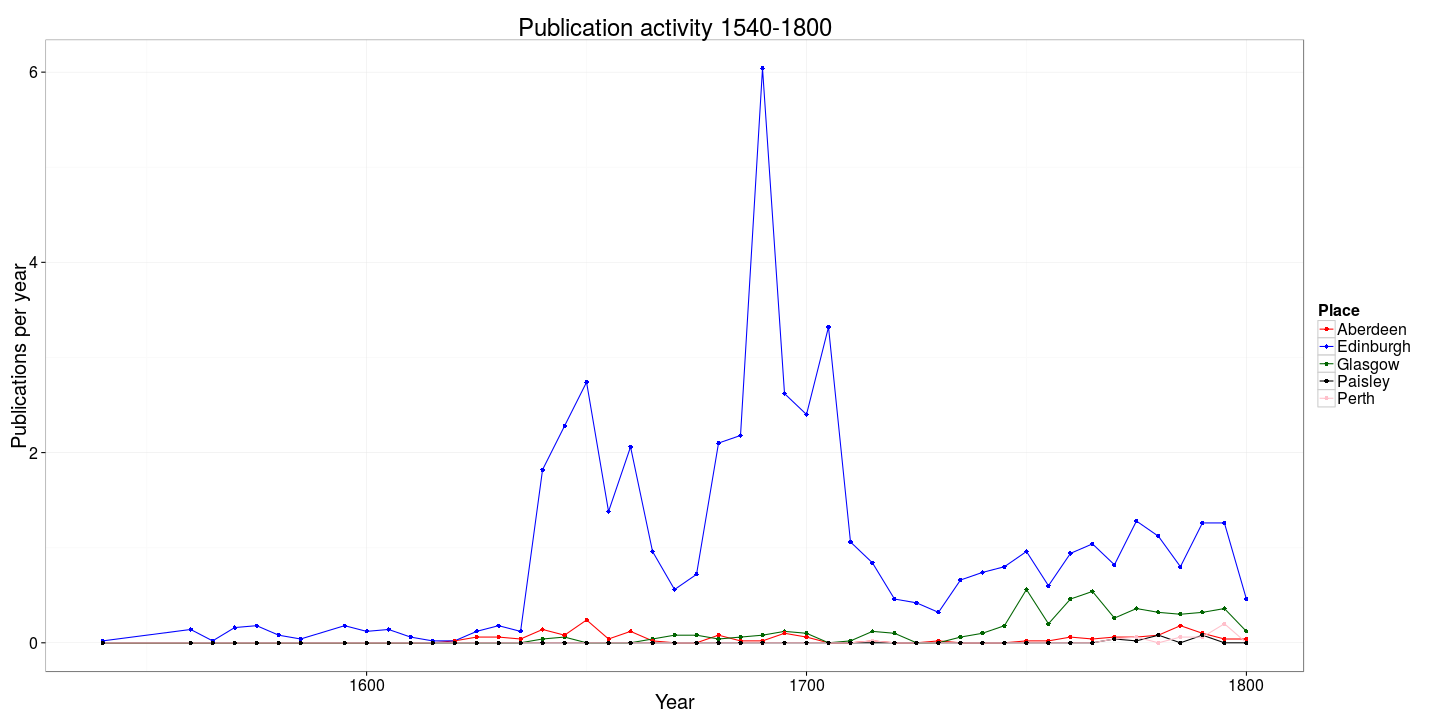 Publication activity 1540-1800
6
4
2
0
Publications per year
1600
1700
1800
Year
Place
Aberdeen
Edinburgh
Glasgow
Paisley
Perth